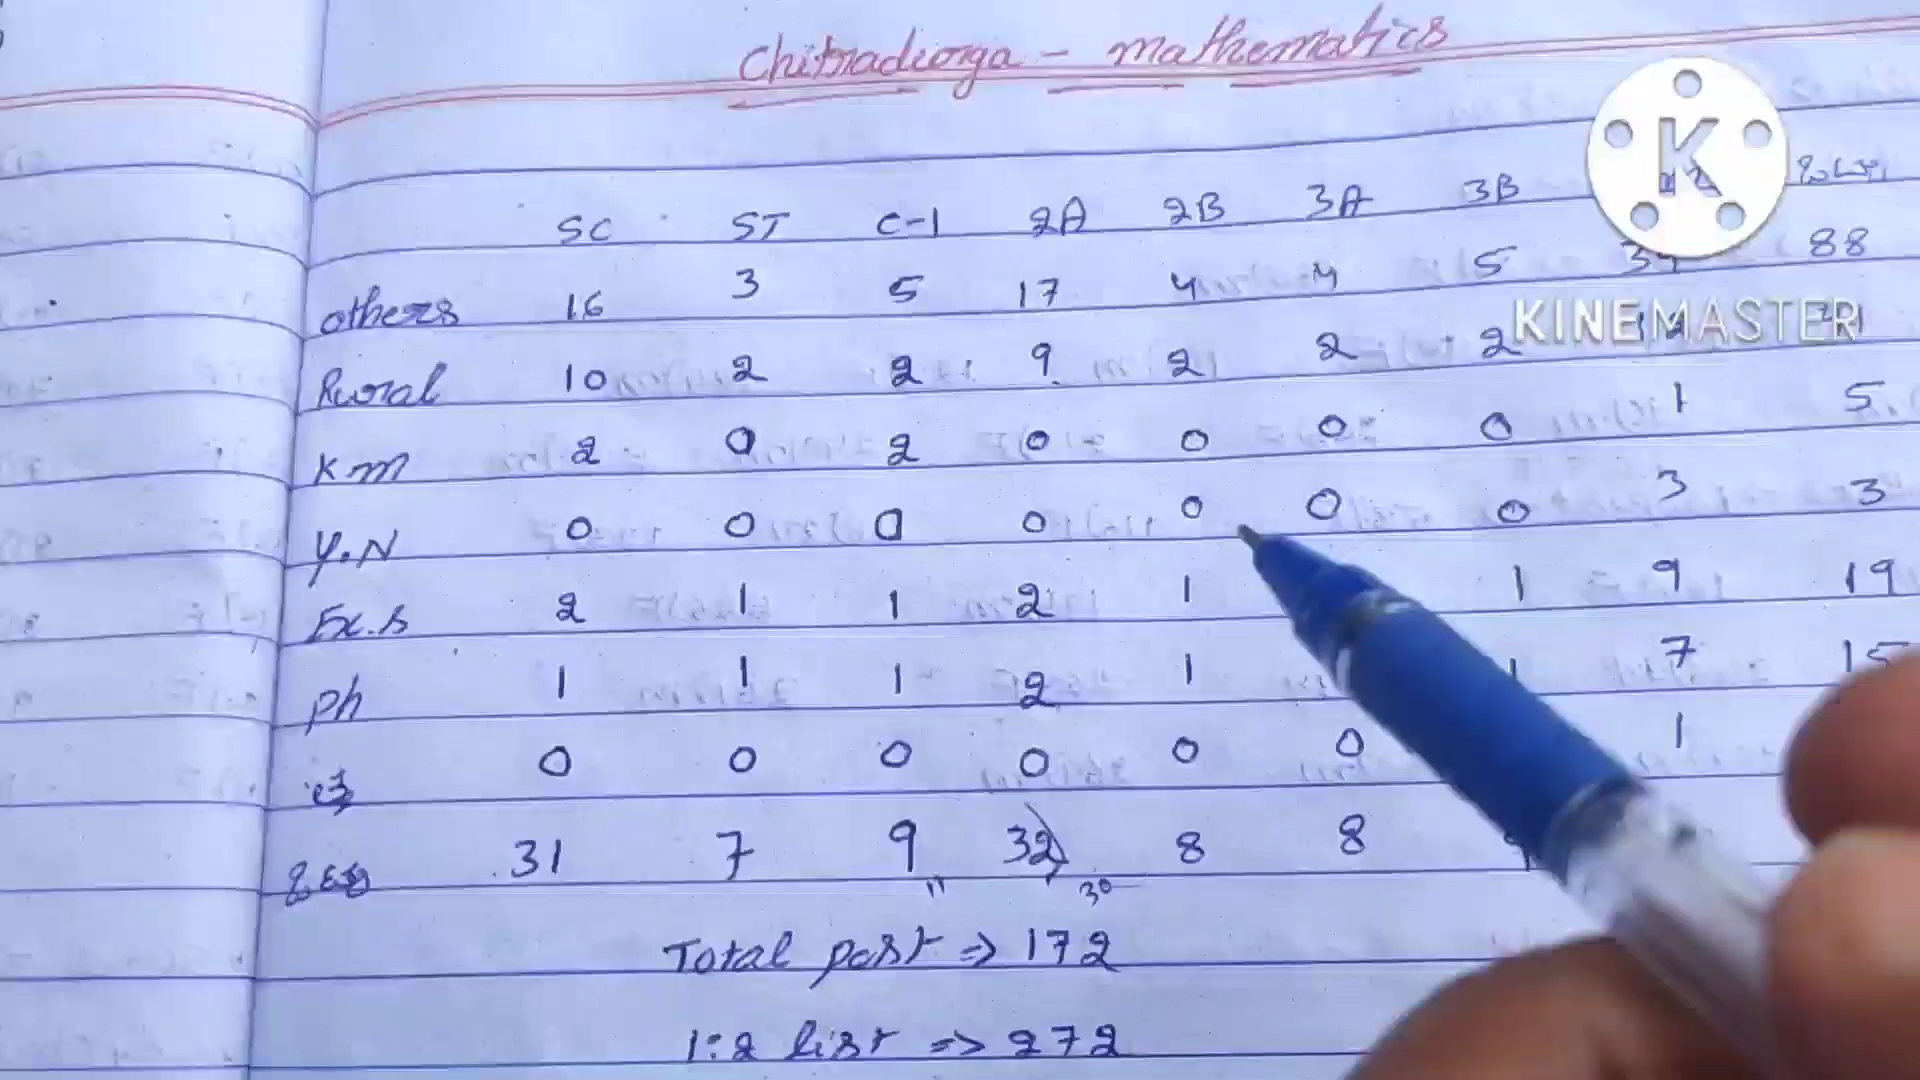 Chitradurga - mathematics
SC ST C-1 2A 2B 3A 3B
others 16 3 5 17 4 4 5 88
Rural 10 2 2 9 2 2 2
KM 2 0 2 0 0 0 0 1 5
Y.N 0 0 0 0 0 0 0 3 3
Ex.s 2 1 1 2 1 1 9 19
ph 1 1 1 2 1 1 7 15
0 0 0 0 0 0 1
31 7 9 32 8 8
11 30
Total post => 172
1:2 list => 272
K
KINEMASTER